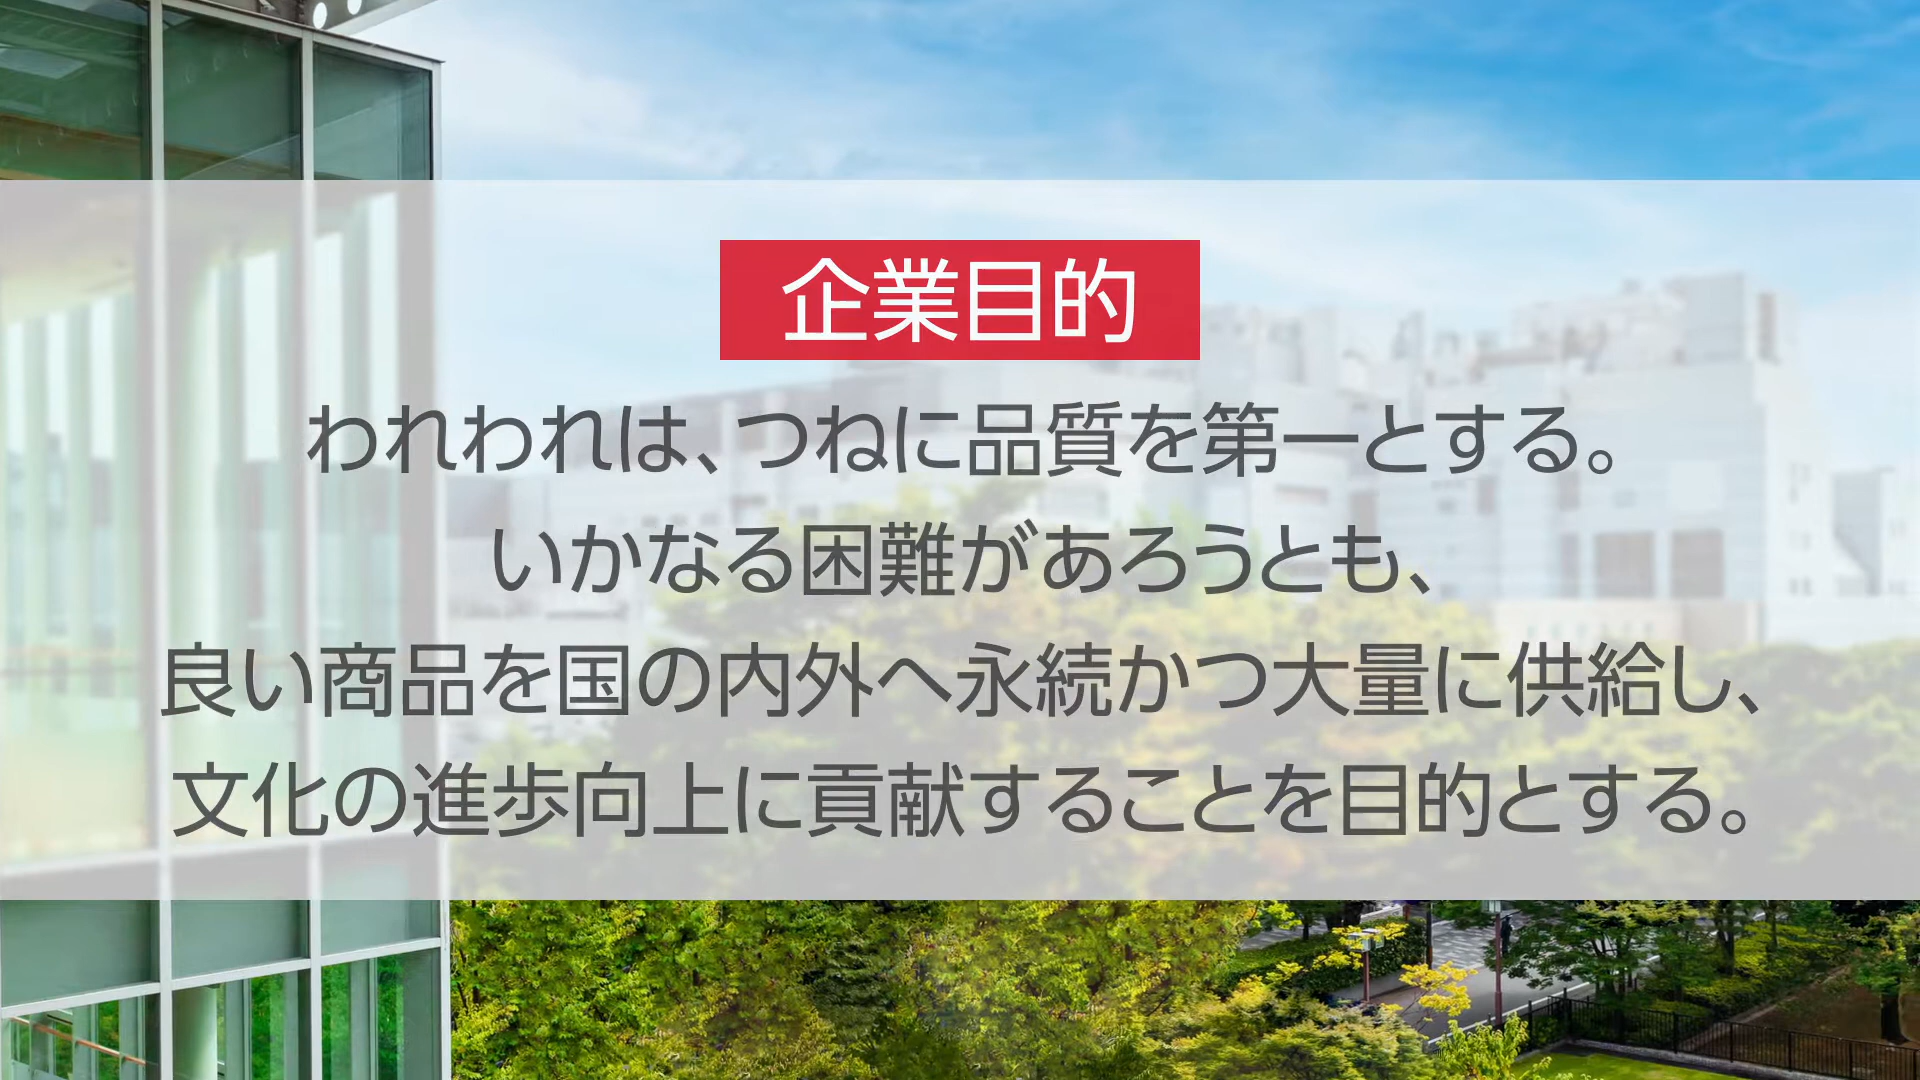 企業目的
われわれは、つねに品質を第一とする。
いかなる困難があろうとも、
良い商品を国の内外へ永続かつ大量に供給し、
文化の進歩向上に貢献することを目的とする。